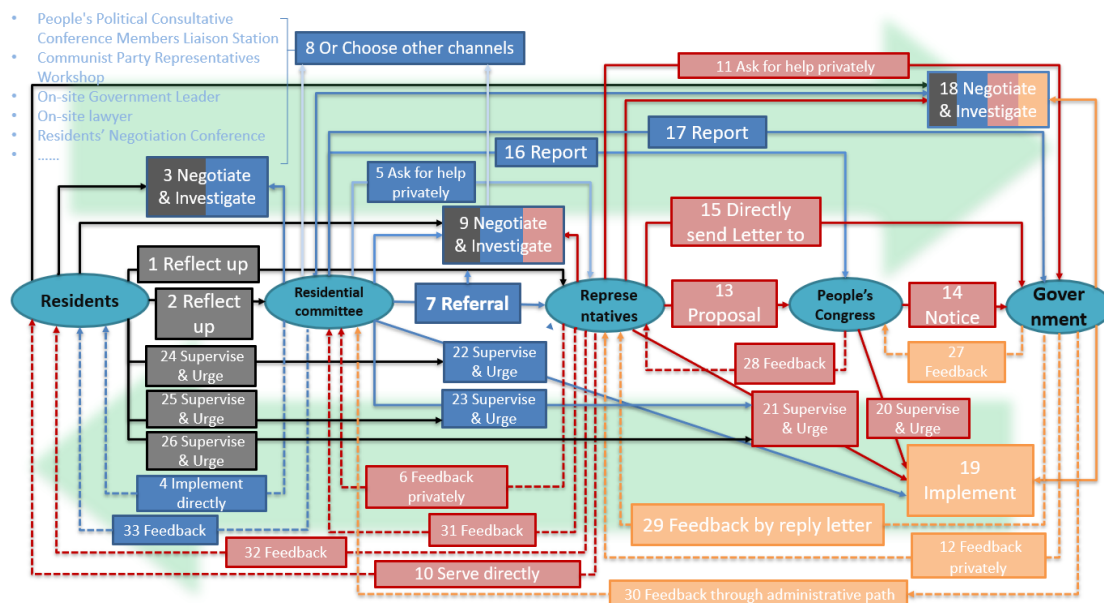 • People's Political Consultative
Conference Members Liaison Station
• Communist Party Representatives
Workshop
• On-site Government Leader
• On-site lawyer
• Residents' Negotiation Conference
• ......
8 Or Choose other channels
11 Ask for help privately
18 Negotiate
& Investigate
17 Report
16 Report
3 Negotiate
& Investigate
5 Ask for help
privately
9 Negotiate
& Investigate
15 Directly
send Letter to
1 Reflect up
Residents
2 Reflect
up
Residential
committee
7 Referral
Represe
ntatives
13
Proposal
People's
Congress
14
Notice
Gover
nment
24 Supervise
& Urge
22 Supervise
& Urge
28 Feedback
27
Feedback
25 Supervise
& Urge
23 Supervise
& Urge
21 Supervise
& Urge
20 Supervise
& Urge
26 Supervise
& Urge
4 Implement
directly
6 Feedback
privately
19
Implement
33 Feedback
31 Feedback
29 Feedback by reply letter
32 Feedback
12 Feedback
privately
10 Serve directly
30 Feedback through administrative path